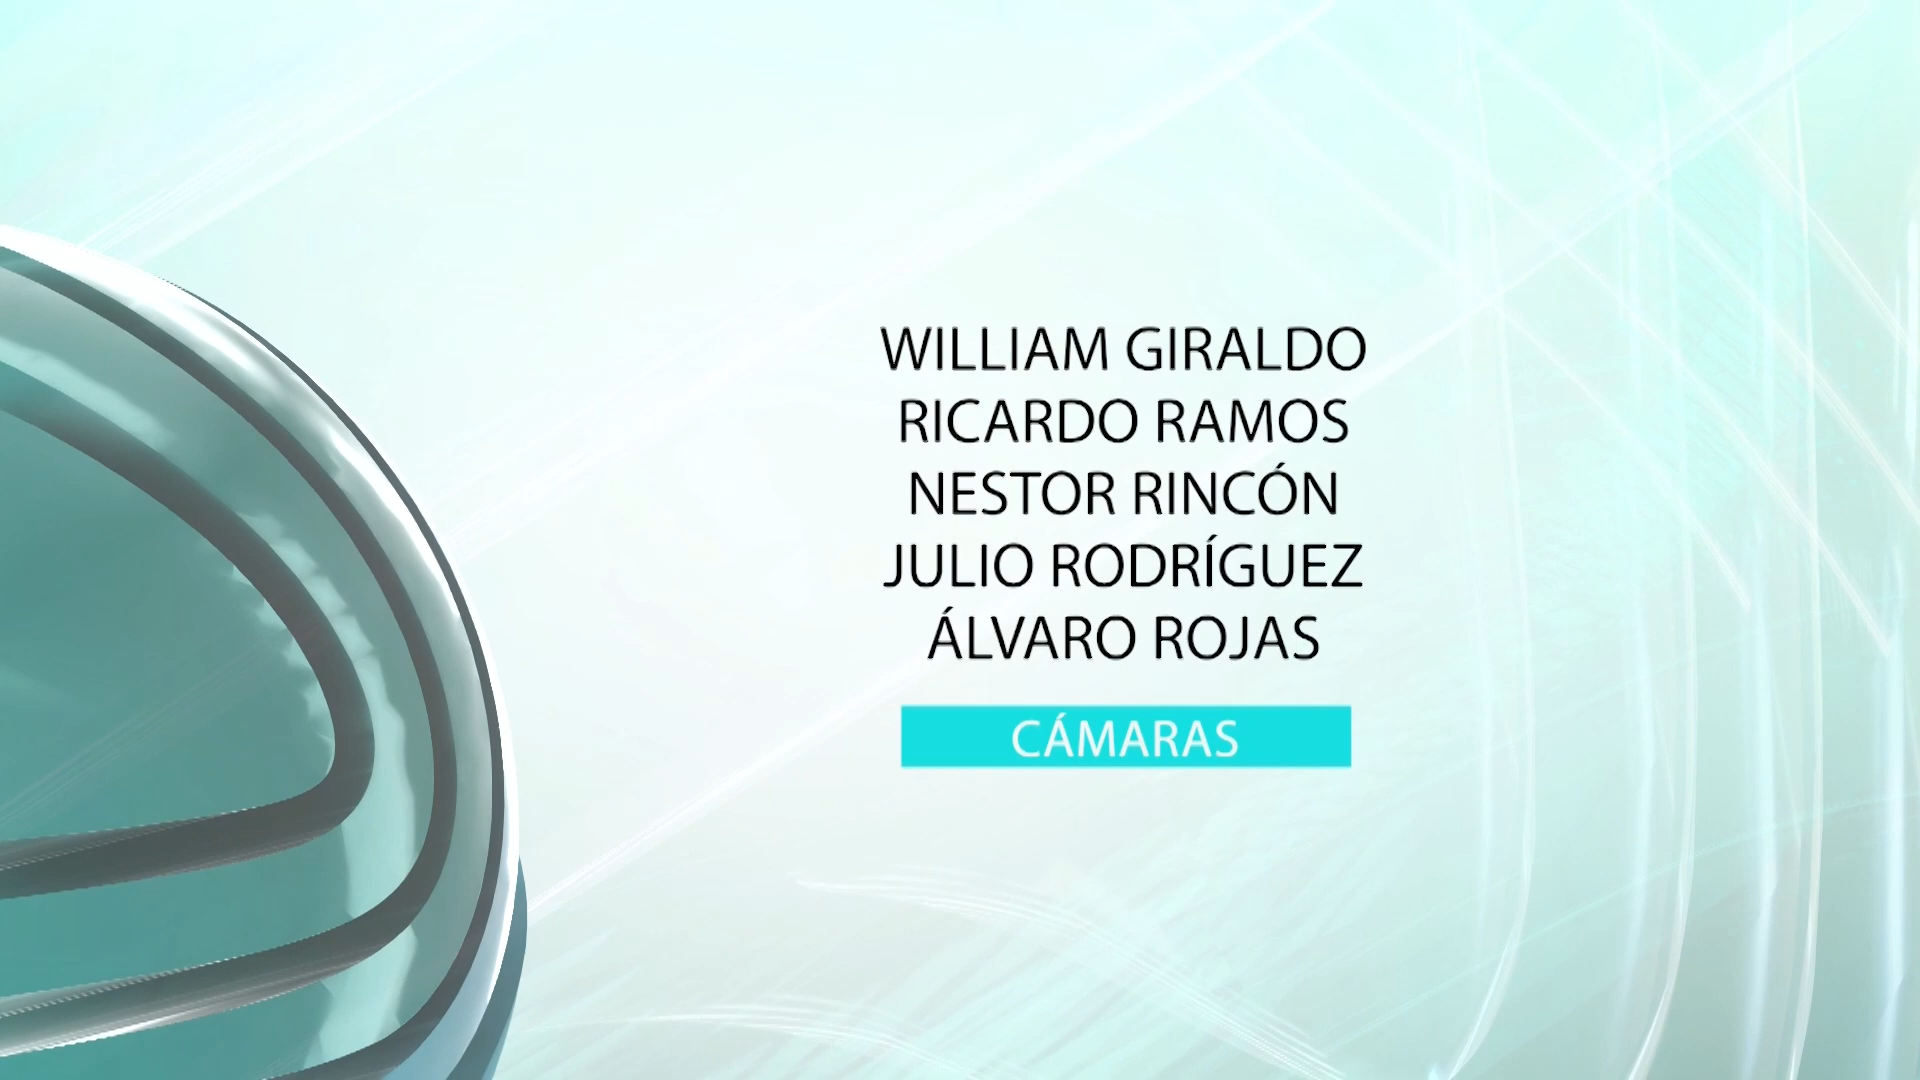 WILLIAM GIRALDO
RICARDO RAMOS
NESTOR RINCÓN
JULIO RODRÍGUEZ
ÁLVARO ROJAS
CÁMARAS